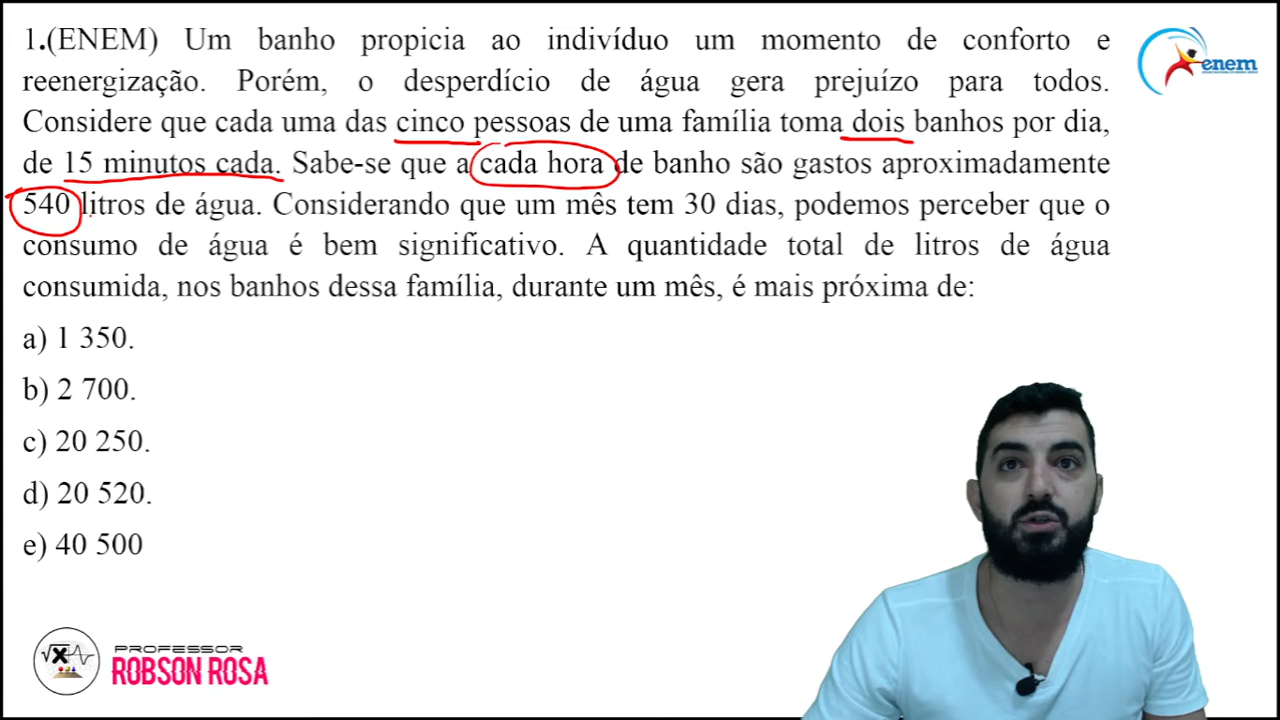 1.(ENEM) Um banho propicia ao indivíduo um momento de conforto e
reenergização. Porém, o desperdício de água gera prejuízo para todos.
Considere que cada uma das cinco pessoas de uma família toma dois banhos por dia,
de 15 minutos cada. Sabe-se que a cada hora de banho são gastos aproximadamente
540 litros de água. Considerando que um mês tem 30 dias, podemos perceber que o
consumo de água é bem significativo. A quantidade total de litros de água
consumida, nos banhos dessa família, durante um mês, é mais próxima de:
a) 1 350.
b) 2 700.
c) 20 250.
d) 20 520.
e) 40 500
enem
√x
PROFESSOR
ROBSON ROSA